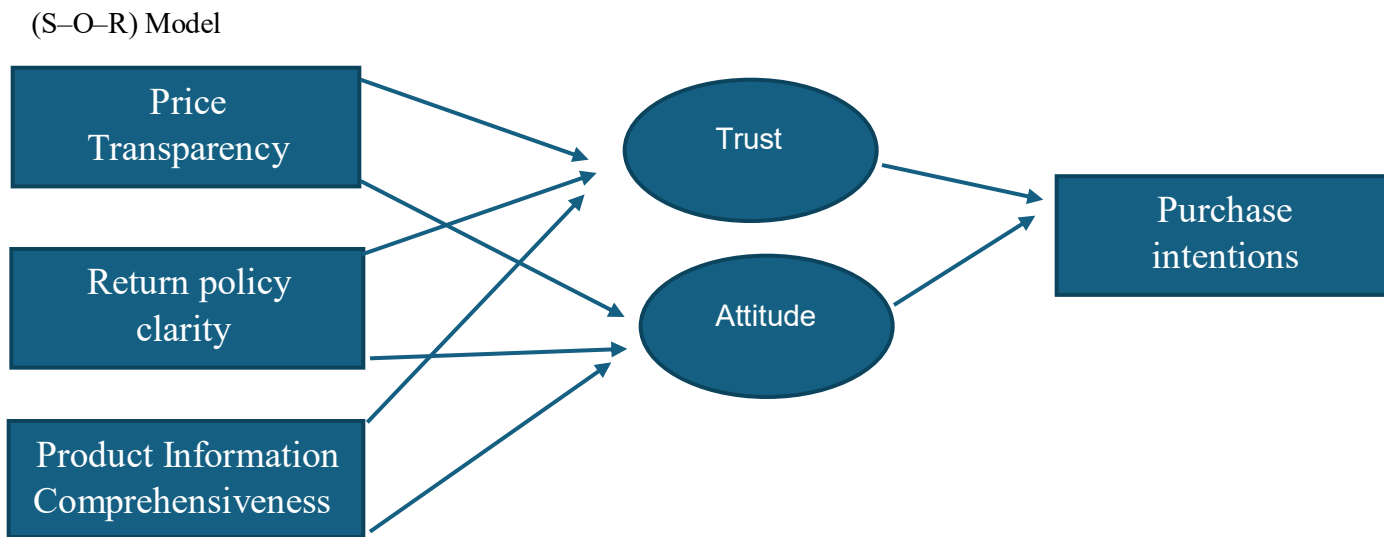 (S–O–R) Model
Price
Transparency
Trust
Purchase
intentions
Return policy
clarity
Attitude
Product Information
Comprehensiveness